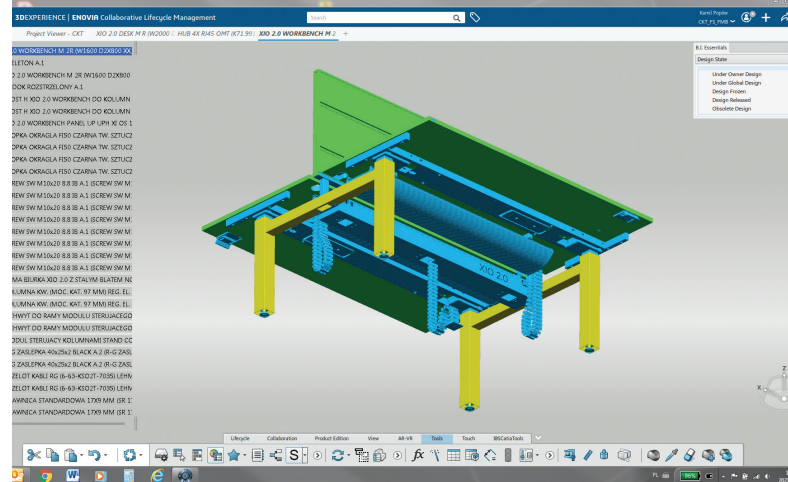 3DEXPERIENCE | ENOVIA Collaborative Lifecycle Management
Search
Kamil Popów
CKT_F1_FMB
Project Viewer - CKT
XIO 2.0 DESK M R (W2000
HUB 4X RJ45 OMT (K71.99
XIO 2.0 WORKBENCH M 2
.0 WORKBENCH M 2R (W1600 D2X800 XX
ELETON A.1
2.0 WORKBENCH M 2R (W1600 D2X800
DOK ROZSTRZELONY A.1
OST H XIO 2.0 WORKBENCH DO KOLUMN
OST H XIO 2.0 WORKBENCH DO KOLUMN
2.0 WORKBENCH PANEL UP UPH XI OS 1
OPKA OKRAGLA FI50 CZARNA TW. SZTUCZ
OPKA OKRAGLA FI50 CZARNA TW. SZTUCZ
OPKA OKRAGLA FI50 CZARNA TW. SZTUCZ
OPKA OKRAGLA FI50 CZARNA TW. SZTUCZ
REW SW M10x20 8.8 IB A.1 (SCREW SW M
REW SW M10x20 8.8 IB A.1 (SCREW SW M
REW SW M10x20 8.8 IB A.1 (SCREW SW M
REW SW M10x20 8.8 IB A.1 (SCREW SW M
REW SW M10x20 8.8 IB A.1 (SCREW SW M
REW SW M10x20 8.8 IB A.1 (SCREW SW M
REW SW M10x20 8.8 IB A.1 (SCREW SW M
REW SW M10x20 8.8 IB A.1 (SCREW SW M
MA BIURKA XIO 2.0 Z STALYM BLATEM NO
LUMNA KW. (MOC. KAT. 97 MM) REG. EL.
LUMNA KW. (MOC. KAT. 97 MM) REG. EL.
HWYT DO RAMY MODULU STERUJACEGO
HWYT DO RAMY MODULU STERUJACEGO
ODUL STERUJACY KOLUMNAMI STAND CO
G ZASLEPKA 40x25x2 BLACK A.2 (R-G ZASL
G ZASLEPKA 40x25x2 BLACK A.2 (R-G ZASL
ZELOT KABLI RG (6-63-KSO2T-7035) LEHM
ZELOT KABLI RG (6-63-KSO2T-7035) LEHM
AWNICA STANDARDOWA 17X9 MM (SR 1
AWNICA STANDARDOWA 17X9 MM (SR 1
B.I. Essentials
Design State
Under Owner Design
Under Global Design
Design Frozen
Design Released
Obsolete Design
XIO 2.0
Z
X
Lifecycle
Collaboration
Product Edition
View
AR-VR
Tools
Touch
IBSCatiaTools
S
fx
W
PL
96%